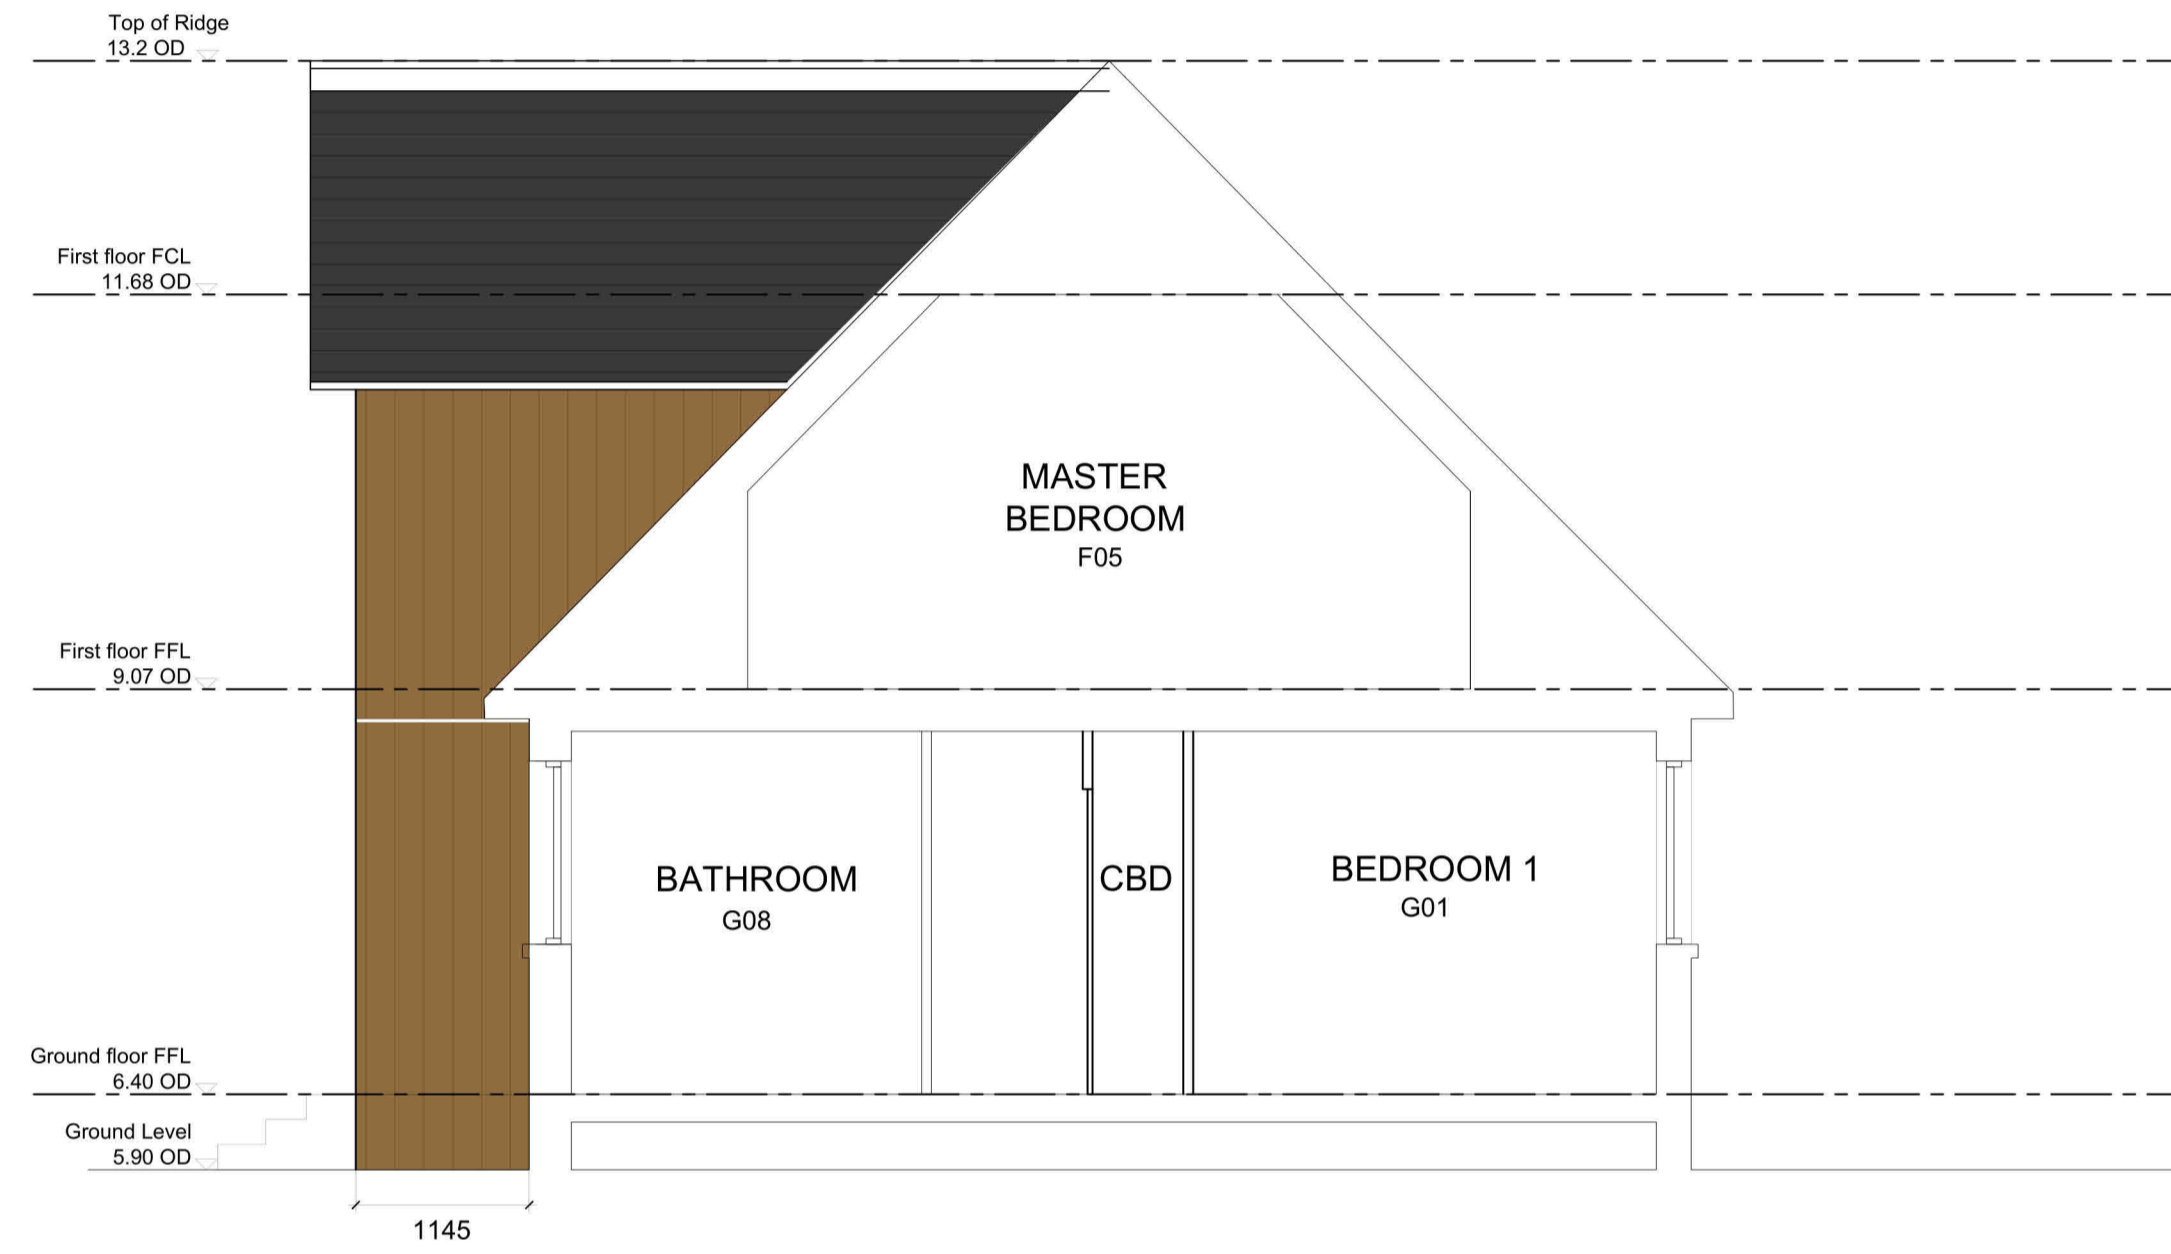 Top of Ridge
13.2 OD
First floor FCL
11.68 OD
MASTER
BEDROOM
F05
First floor FFL
9.07 OD
BATHROOM
G08
CBD
BEDROOM 1
G01
Ground floor FFL
6.40 OD
Ground Level
5.90 OD
1145